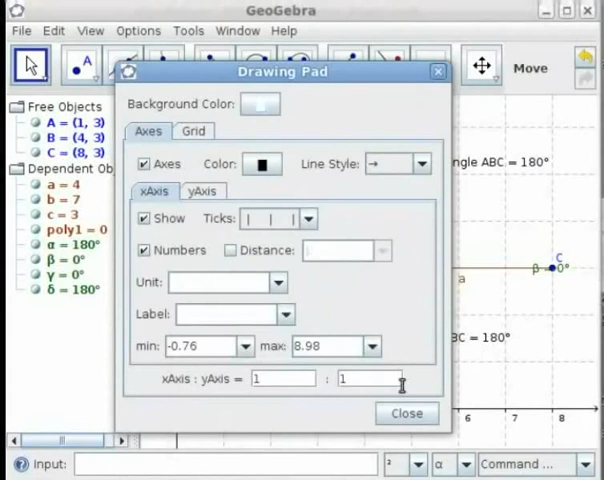 GeoGebra
File Edit View Options Tools Window Help
A
Move
Drawing Pad
Background Color:
Axes Grid
Axes Color: Line Style:
xAxis yAxis
Show Ticks:
Numbers Distance:
Unit:
Label:
min: -0.76 max: 8.98
xAxis : yAxis = 1 : 1
Close
Free Objects
A = (1, 3)
B = (4, 3)
C = (8, 3)
Dependent Obj
a = 4
b = 7
c = 3
poly1 = 0
α = 180°
β = 0°
γ = 0°
δ = 180°
ngle ABC = 180°
C
β = 0°
a
BC = 180°
6 7 8
Input: ² α Command ...